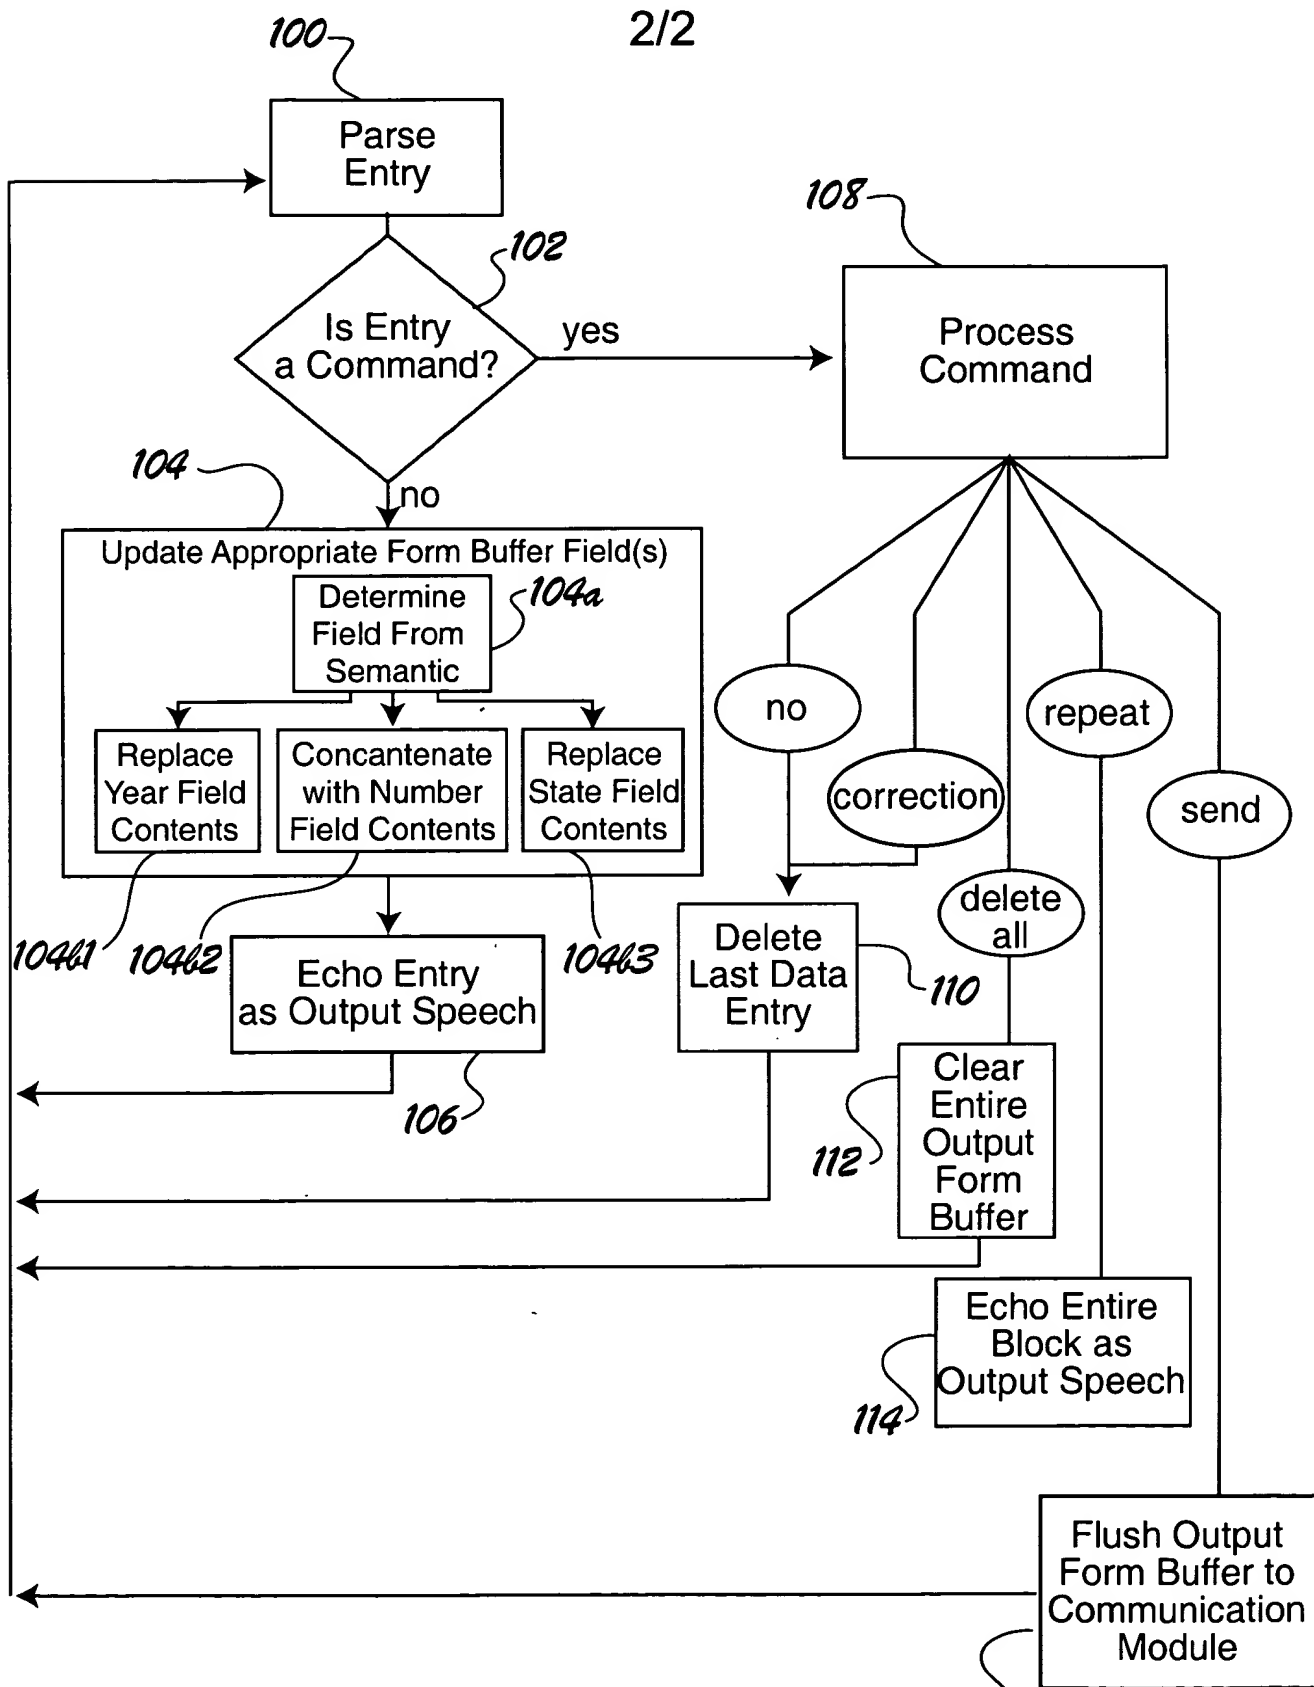 2/2
100
Parse
Entry
102
Is Entry
a Command?
yes
108
Process
Command
no
104
Update Appropriate Form Buffer Field(s)
104a
Determine
Field From
Semantic
Replace
Year Field
Contents
Concantenate
with Number
Field Contents
Replace
State Field
Contents
104b1
104b2
104b3
Echo Entry
as Output Speech
106
no
correction
delete
all
repeat
send
Delete
Last Data
Entry
110
Clear
Entire
Output
Form
Buffer
112
Echo Entire
Block as
Output Speech
114
Flush Output
Form Buffer to
Communication
Module